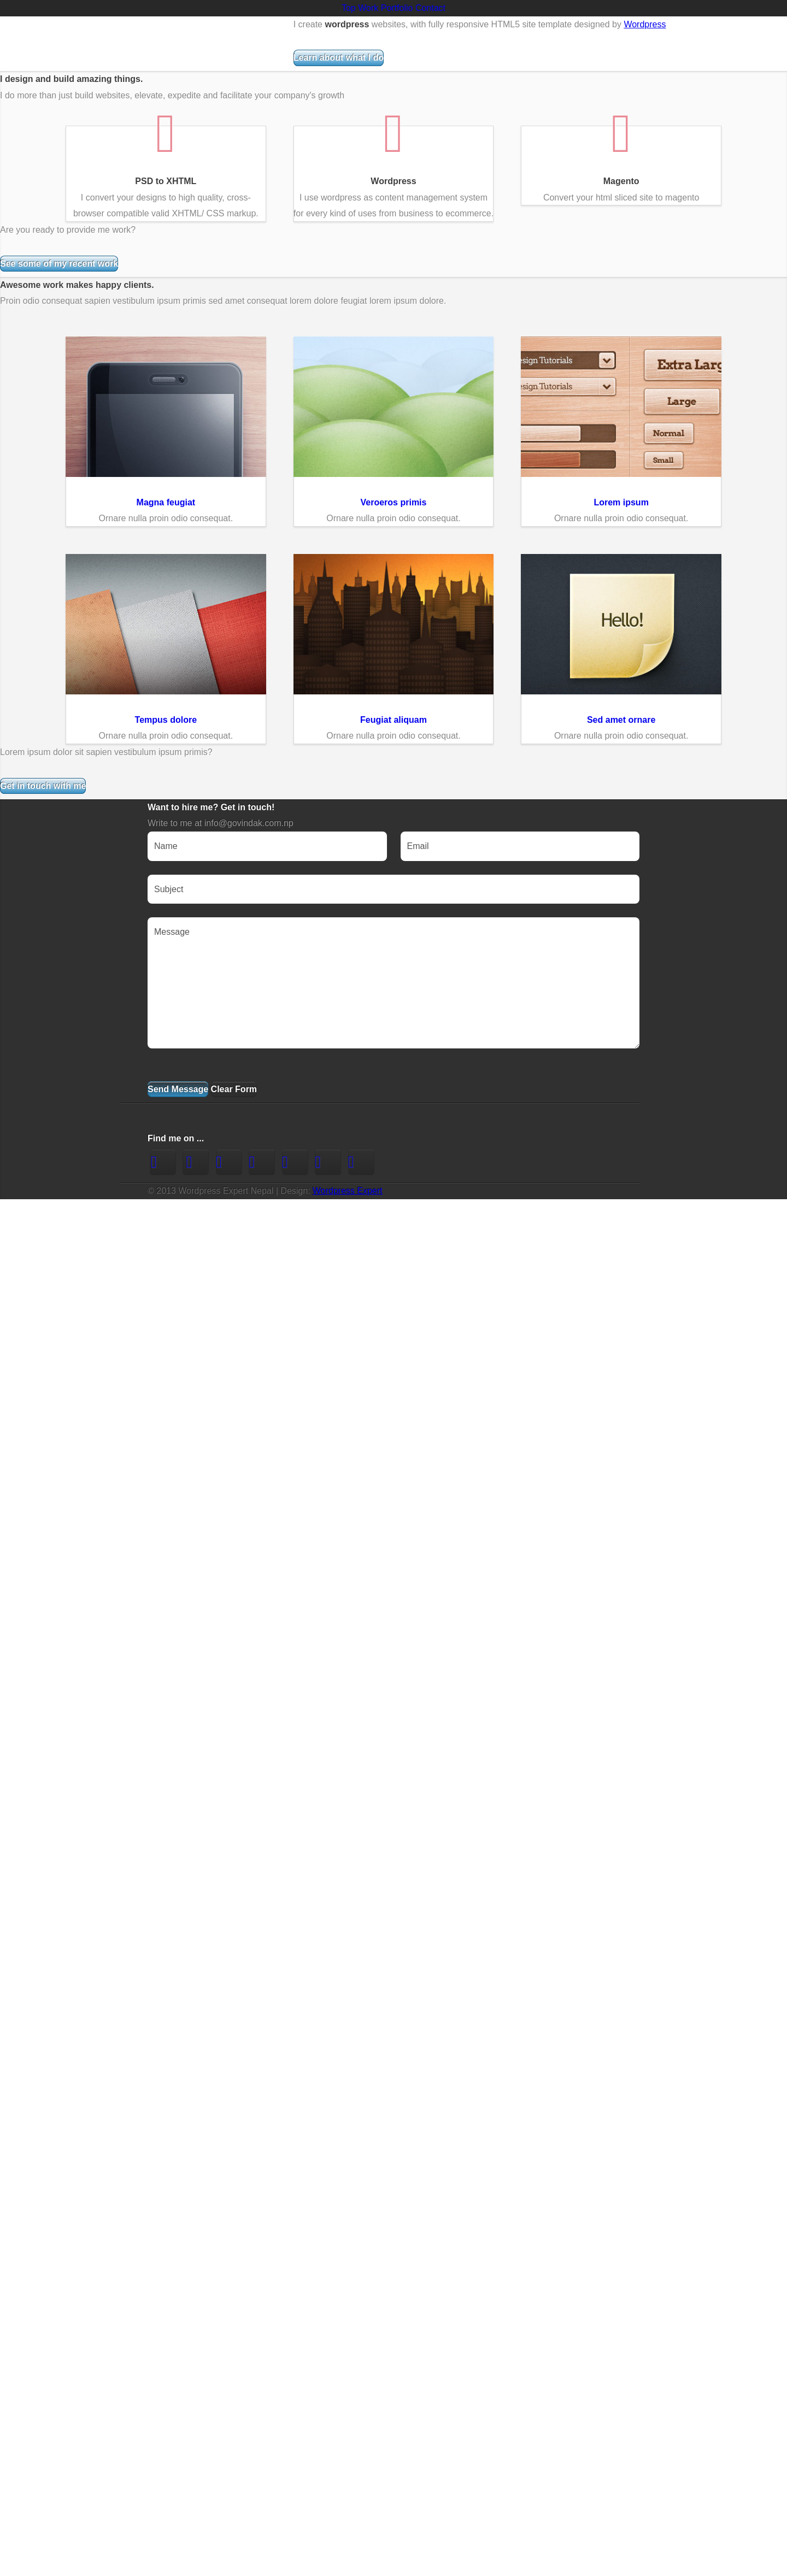 Top Work Portfolio Contact
I create wordpress websites, with fully responsive HTML5 site template designed by Wordpress
Learn about what I do
I design and build amazing things.
I do more than just build websites, elevate, expedite and facilitate your company's growth
PSD to XHTML
I convert your designs to high quality, cross-
browser compatible valid XHTML/ CSS markup.
Wordpress
I use wordpress as content management system
for every kind of uses from business to ecommerce.
Magento
Convert your html sliced site to magento
Are you ready to provide me work?
See some of my recent work
Awesome work makes happy clients.
Proin odio consequat sapien vestibulum ipsum primis sed amet consequat lorem dolore feugiat lorem ipsum dolore.
esign Tutorials
esign Tutorials
Extra Larg
Large
Normal
Small
Magna feugiat
Ornare nulla proin odio consequat.
Veroeros primis
Ornare nulla proin odio consequat.
Lorem ipsum
Ornare nulla proin odio consequat.
Hello!
Tempus dolore
Ornare nulla proin odio consequat.
Feugiat aliquam
Ornare nulla proin odio consequat.
Sed amet ornare
Ornare nulla proin odio consequat.
Lorem ipsum dolor sit sapien vestibulum ipsum primis?
Get in touch with me
Want to hire me? Get in touch!
Write to me at info@govindak.com.np
Name
Email
Subject
Message
Send Message Clear Form
Find me on ...
© 2013 Wordpress Expert Nepal | Design: Wordpress Expert